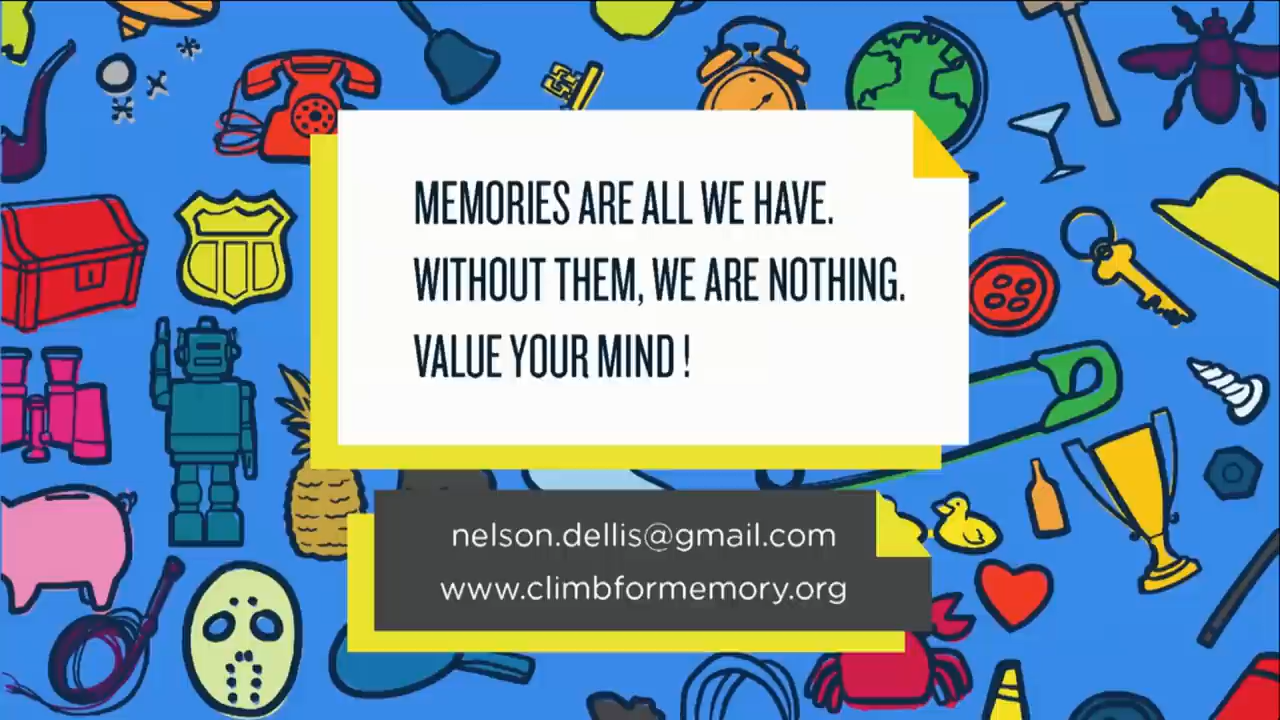 MEMORIES ARE ALL WE HAVE.
WITHOUT THEM, WE ARE NOTHING.
VALUE YOUR MIND !
nelson.dellis@gmail.com
www.climbformemory.org